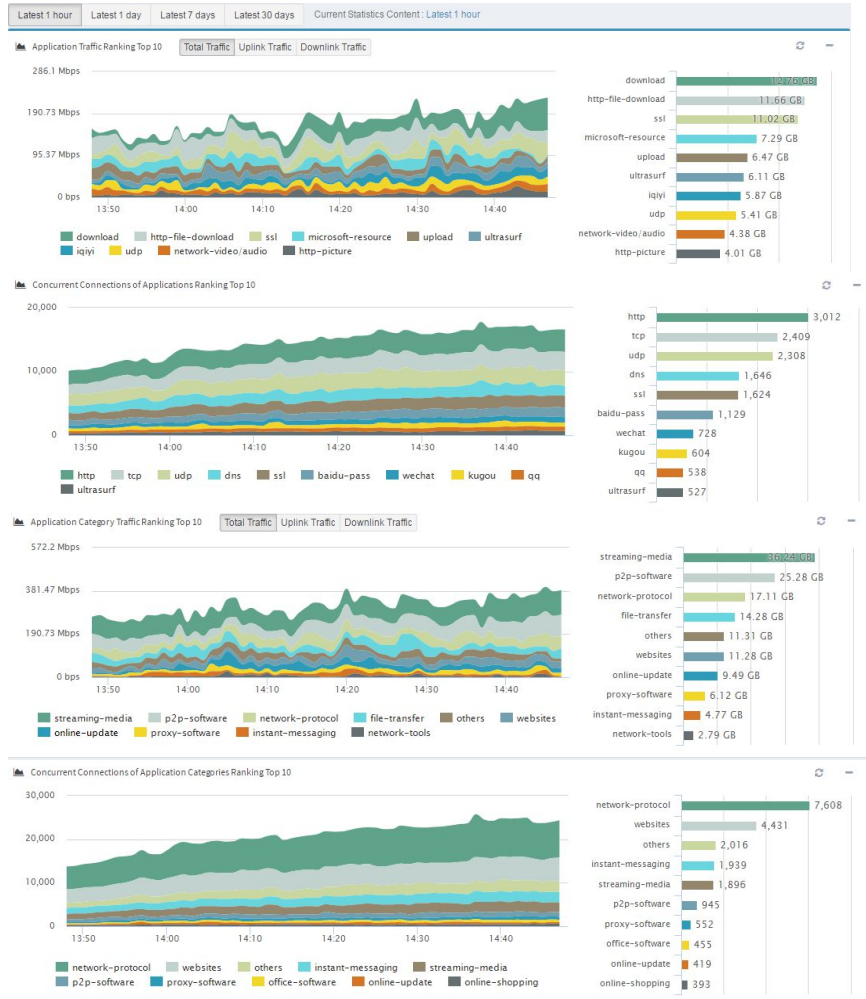 Latest 1 hour Latest 1 day Latest 7 days Latest 30 days Current Statistics Content : Latest 1 hour
Application Traffic Ranking Top 10 Total Traffic Uplink Traffic Downlink Traffic
286.1 Mbps
190.73 Mbps
95.37 Mbps
0 bps
13:50 14:00 14:10 14:20 14:30 14:40
download http-file-download ssl microsoft-resource upload ultrasurf
iqiyi udp network-video/audio http-picture
download 12.76 GB
http-file-download 11.66 GB
ssl 11.02 GB
microsoft-resource 7.29 GB
upload 6.47 GB
ultrasurf 6.11 GB
iqiyi 5.87 GB
udp 5.41 GB
network-video/audio 4.38 GB
http-picture 4.01 GB
Concurrent Connections of Applications Ranking Top 10
20,000
10,000
0
13:50 14:00 14:10 14:20 14:30 14:40
http tcp udp dns ssl baidu-pass wechat kugou qq
ultrasurf
http 3,012
tcp 2,409
udp 2,308
dns 1,646
ssl 1,624
baidu-pass 1,129
wechat 728
kugou 604
qq 538
ultrasurf 527
Application Category Traffic Ranking Top 10 Total Traffic Uplink Traffic Downlink Traffic
572.2 Mbps
381.47 Mbps
190.73 Mbps
0 bps
13:50 14:00 14:10 14:20 14:30 14:40
streaming-media p2p-software network-protocol file-transfer others websites
online-update proxy-software instant-messaging network-tools
streaming-media 36.24 GB
p2p-software 25.28 GB
network-protocol 17.11 GB
file-transfer 14.28 GB
others 11.31 GB
websites 11.28 GB
online-update 9.49 GB
proxy-software 6.12 GB
instant-messaging 4.77 GB
network-tools 2.79 GB
Concurrent Connections of Application Categories Ranking Top 10
30,000
20,000
10,000
0
13:50 14:00 14:10 14:20 14:30 14:40
network-protocol websites others instant-messaging streaming-media
p2p-software proxy-software office-software online-update online-shopping
network-protocol 7,608
websites 4,431
others 2,016
instant-messaging 1,939
streaming-media 1,896
p2p-software 945
proxy-software 552
office-software 455
online-update 419
online-shopping 393